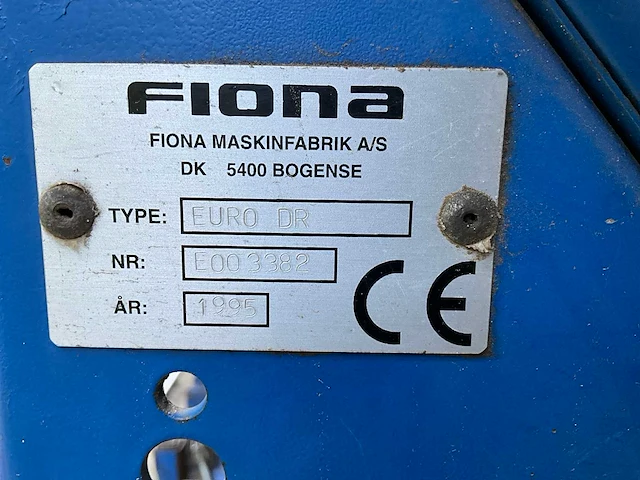 FIONA
FIONA MASKINFABRIK A/S
DK 5400 BOGENSE
TYPE: EURO DR
NR: E003382
ÅR: 1995
CE